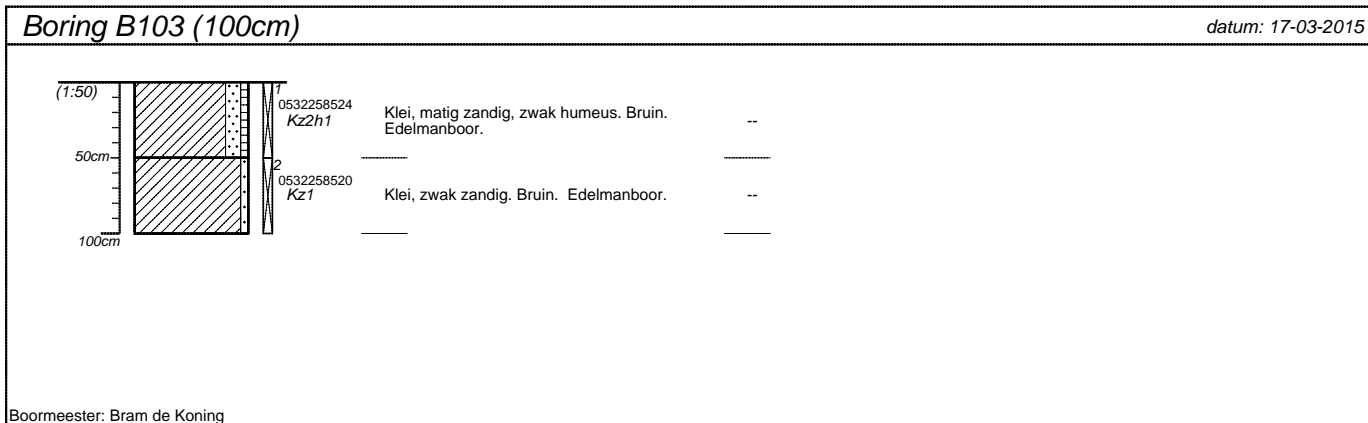 Boring B103 (100cm)
datum: 17-03-2015
(1:50)
1
0532258524
Kz2h1
Klei, matig zandig, zwak humeus. Bruin.
Edelmanboor.
--
50cm
2
0532258520
Kz1
Klei, zwak zandig. Bruin.  Edelmanboor.
--
100cm
Boormeester: Bram de Koning